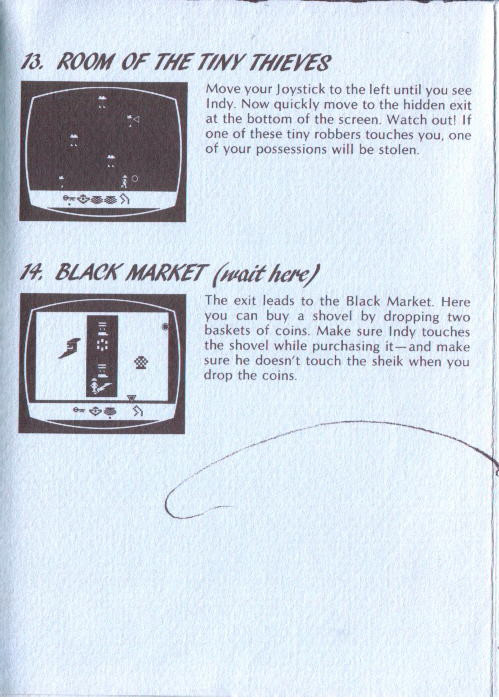 13. ROOM OF THE TINY THIEVES
Move your Joystick to the left until you see
Indy. Now quickly move to the hidden exit
at the bottom of the screen. Watch out! If
one of these tiny robbers touches you, one
of your possessions will be stolen.
14. BLACK MARKET (wait here)
The exit leads to the Black Market. Here
you can buy a shovel by dropping two
baskets of coins. Make sure Indy touches
the shovel while purchasing it—and make
sure he doesn't touch the sheik when you
drop the coins.